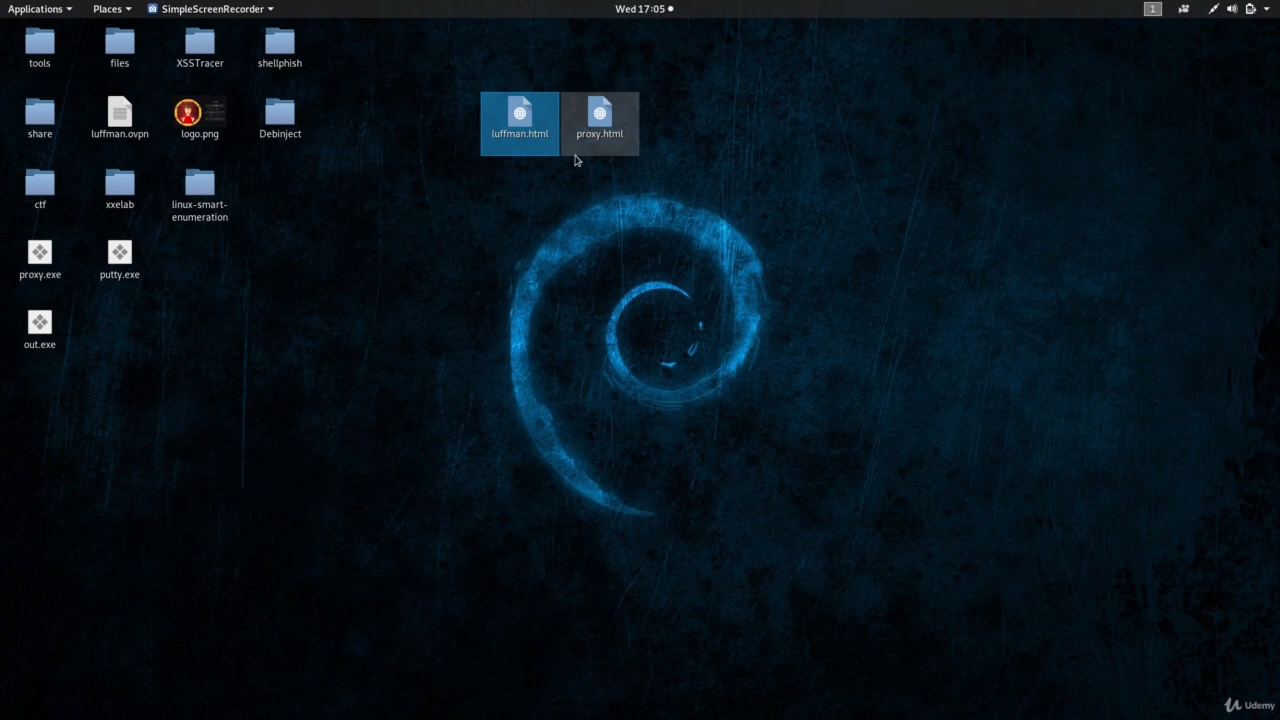 Applications Places SimpleScreenRecorder Wed 17:05 1
tools files XSSTracer shellphish
luffman.html proxy.html
share luffman.ovpn logo.png Debinject
ctf xxelab linux-smart-
enumeration
proxy.exe putty.exe
out.exe
Udemy